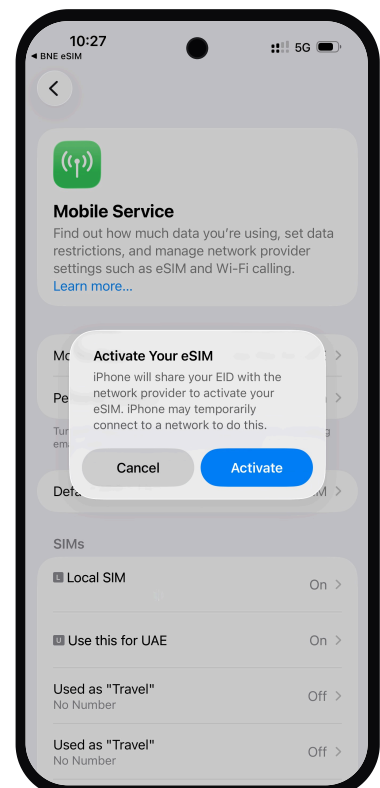 10:27
◀ BNE eSIM
5G
Mobile Service
Find out how much data you're using, set data
restrictions, and manage network provider
settings such as eSIM and Wi-Fi calling.
Learn more...
Activate Your eSIM
iPhone will share your EID with the
network provider to activate your
eSIM. iPhone may temporarily
connect to a network to do this.
Cancel
Activate
SIMs
L Local SIM
On
U Use this for UAE
On
Used as "Travel"
No Number
Off
Used as "Travel"
No Number
Off